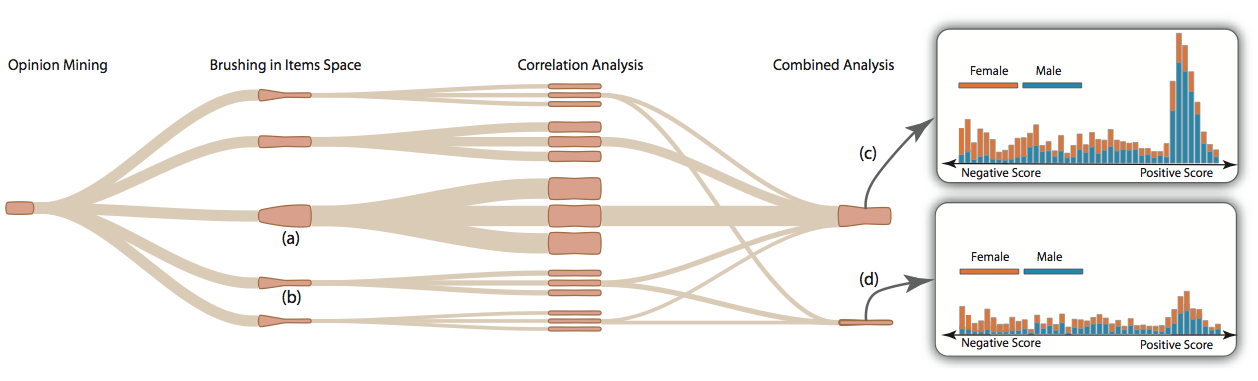 Opinion Mining
Brushing in Items Space
Correlation Analysis
Combined Analysis
(a)
(b)
(c)
(d)
Female Male
Negative Score Positive Score
Female Male
Negative Score Positive Score